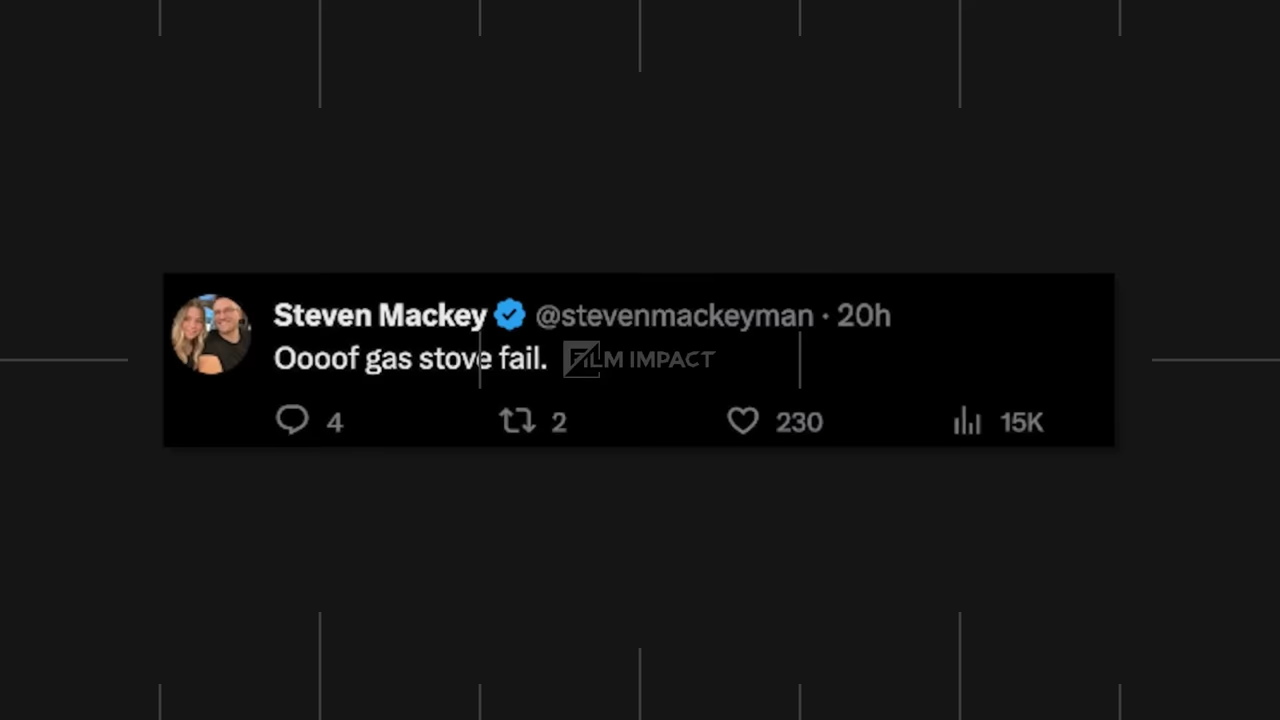 Steven Mackey @stevenmackeyman · 20h
Oooof gas stove fail.
FILM IMPACT
4 2 230 15K